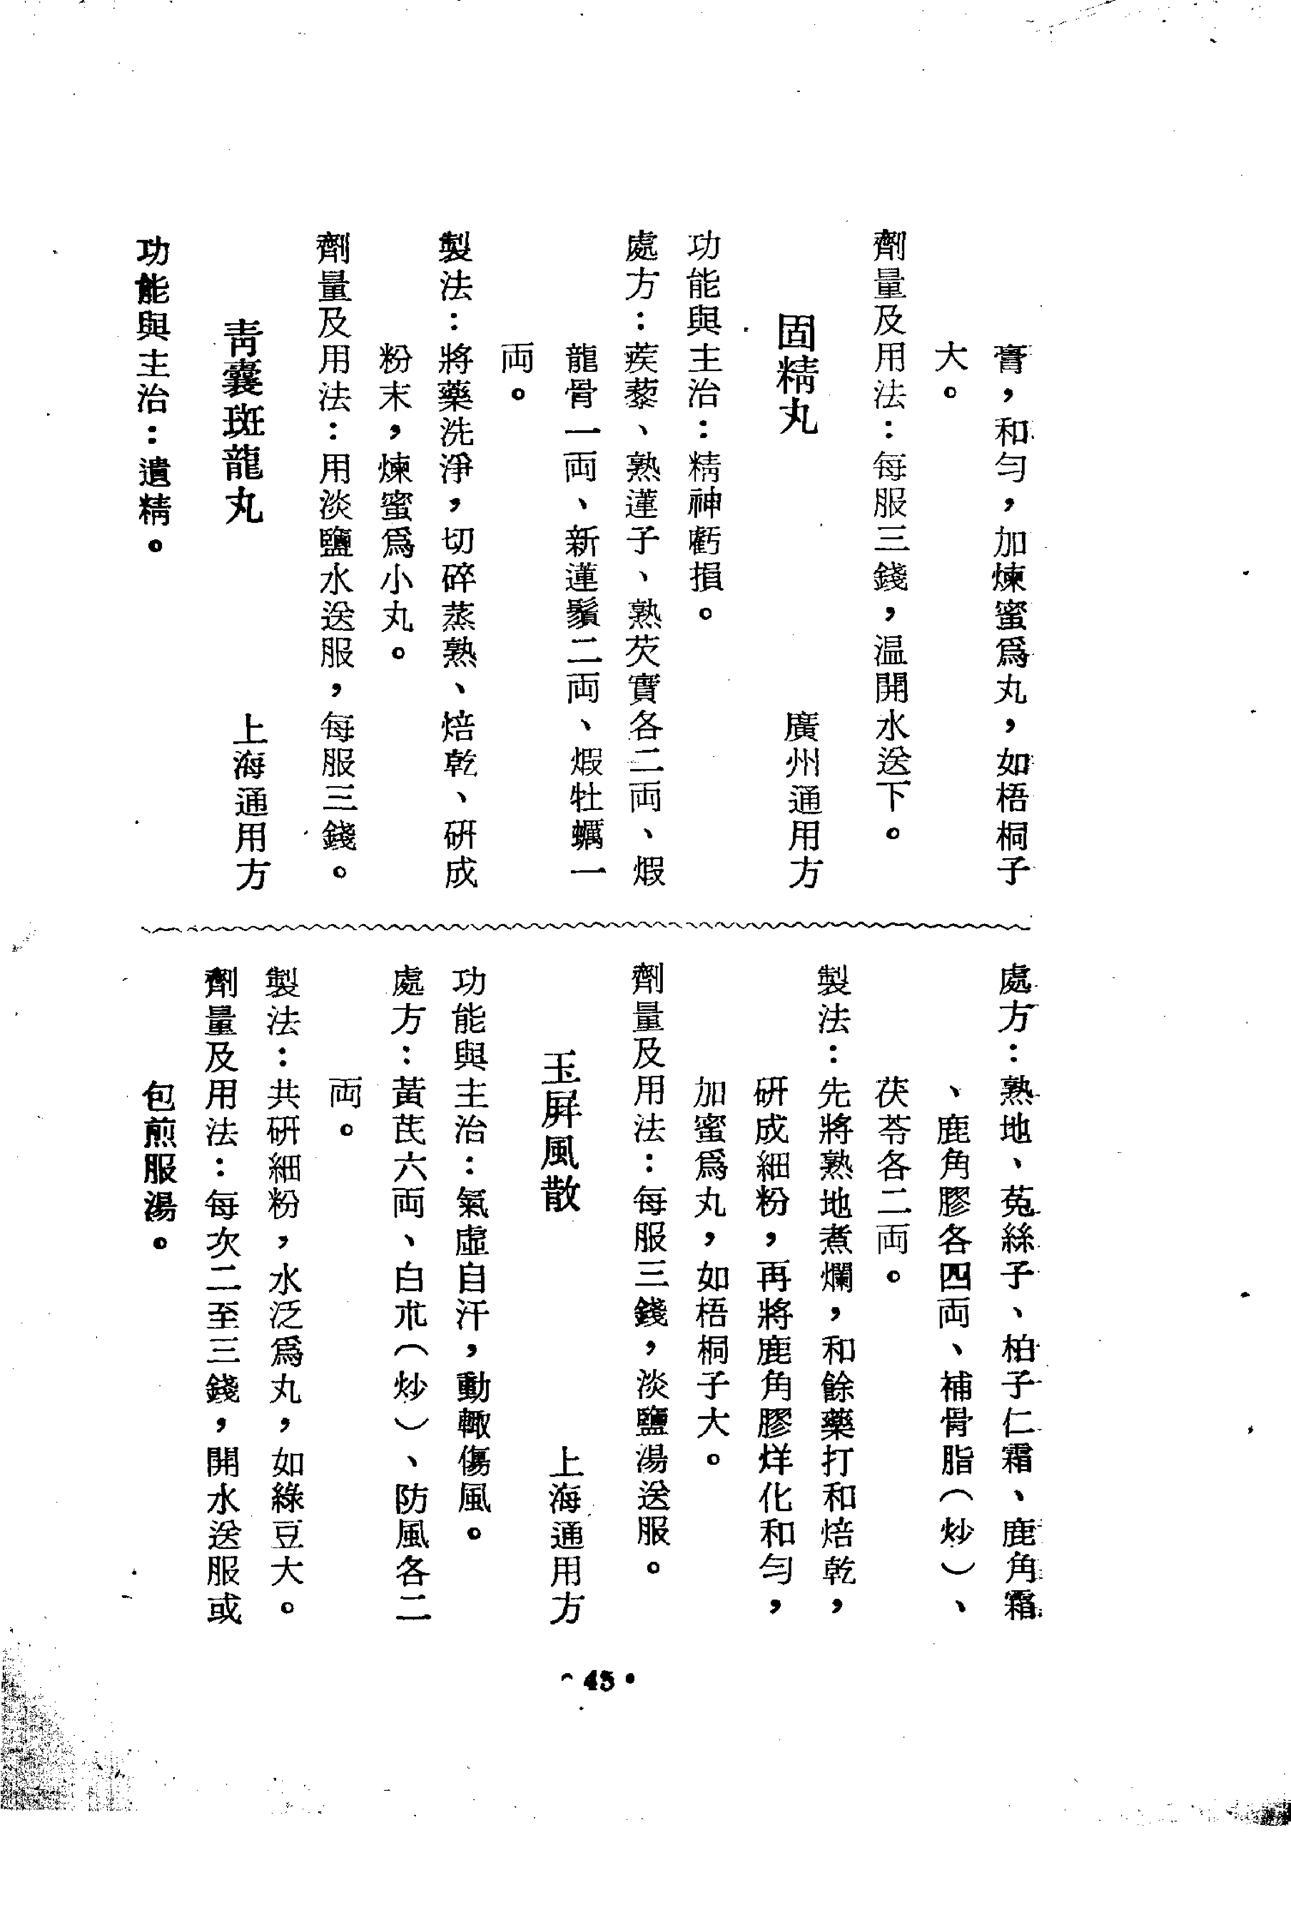 膏，和匀，加煉蜜爲丸，如梧桐子
大。
劑量及用法：每服三錢，温開水送下。
固精丸　廣州通用方
功能與主治：精神虧損。
處方：蒺藜、熟蓮子、熟芡實各二両、煆
龍骨一両、新蓮鬚二両、煆牡蠣一
両。
製法：將藥洗淨，切碎蒸熟、焙乾、研成
粉末，煉蜜爲小丸。
劑量及用法：用淡鹽水送服，每服三錢。
青囊斑龍丸　上海通用方
功能與主治：遺精。
處方：熟地、菟絲子、柏子仁霜、鹿角霜
、鹿角膠各四両、補骨脂（炒）、
茯苓各二両。
製法：先將熟地煮爛，和餘藥打和焙乾，
研成細粉，再將鹿角膠烊化和匀，
加蜜爲丸，如梧桐子大。
劑量及用法：每服三錢，淡鹽湯送服。
玉屏風散　上海通用方
功能與主治：氣虛自汗，動輒傷風。
處方：黃芪六両、白朮（炒）、防風各二
両。
製法：共研細粉，水泛爲丸，如綠豆大。
劑量及用法：每次二至三錢，開水送服或
包煎服湯。
• 45 •